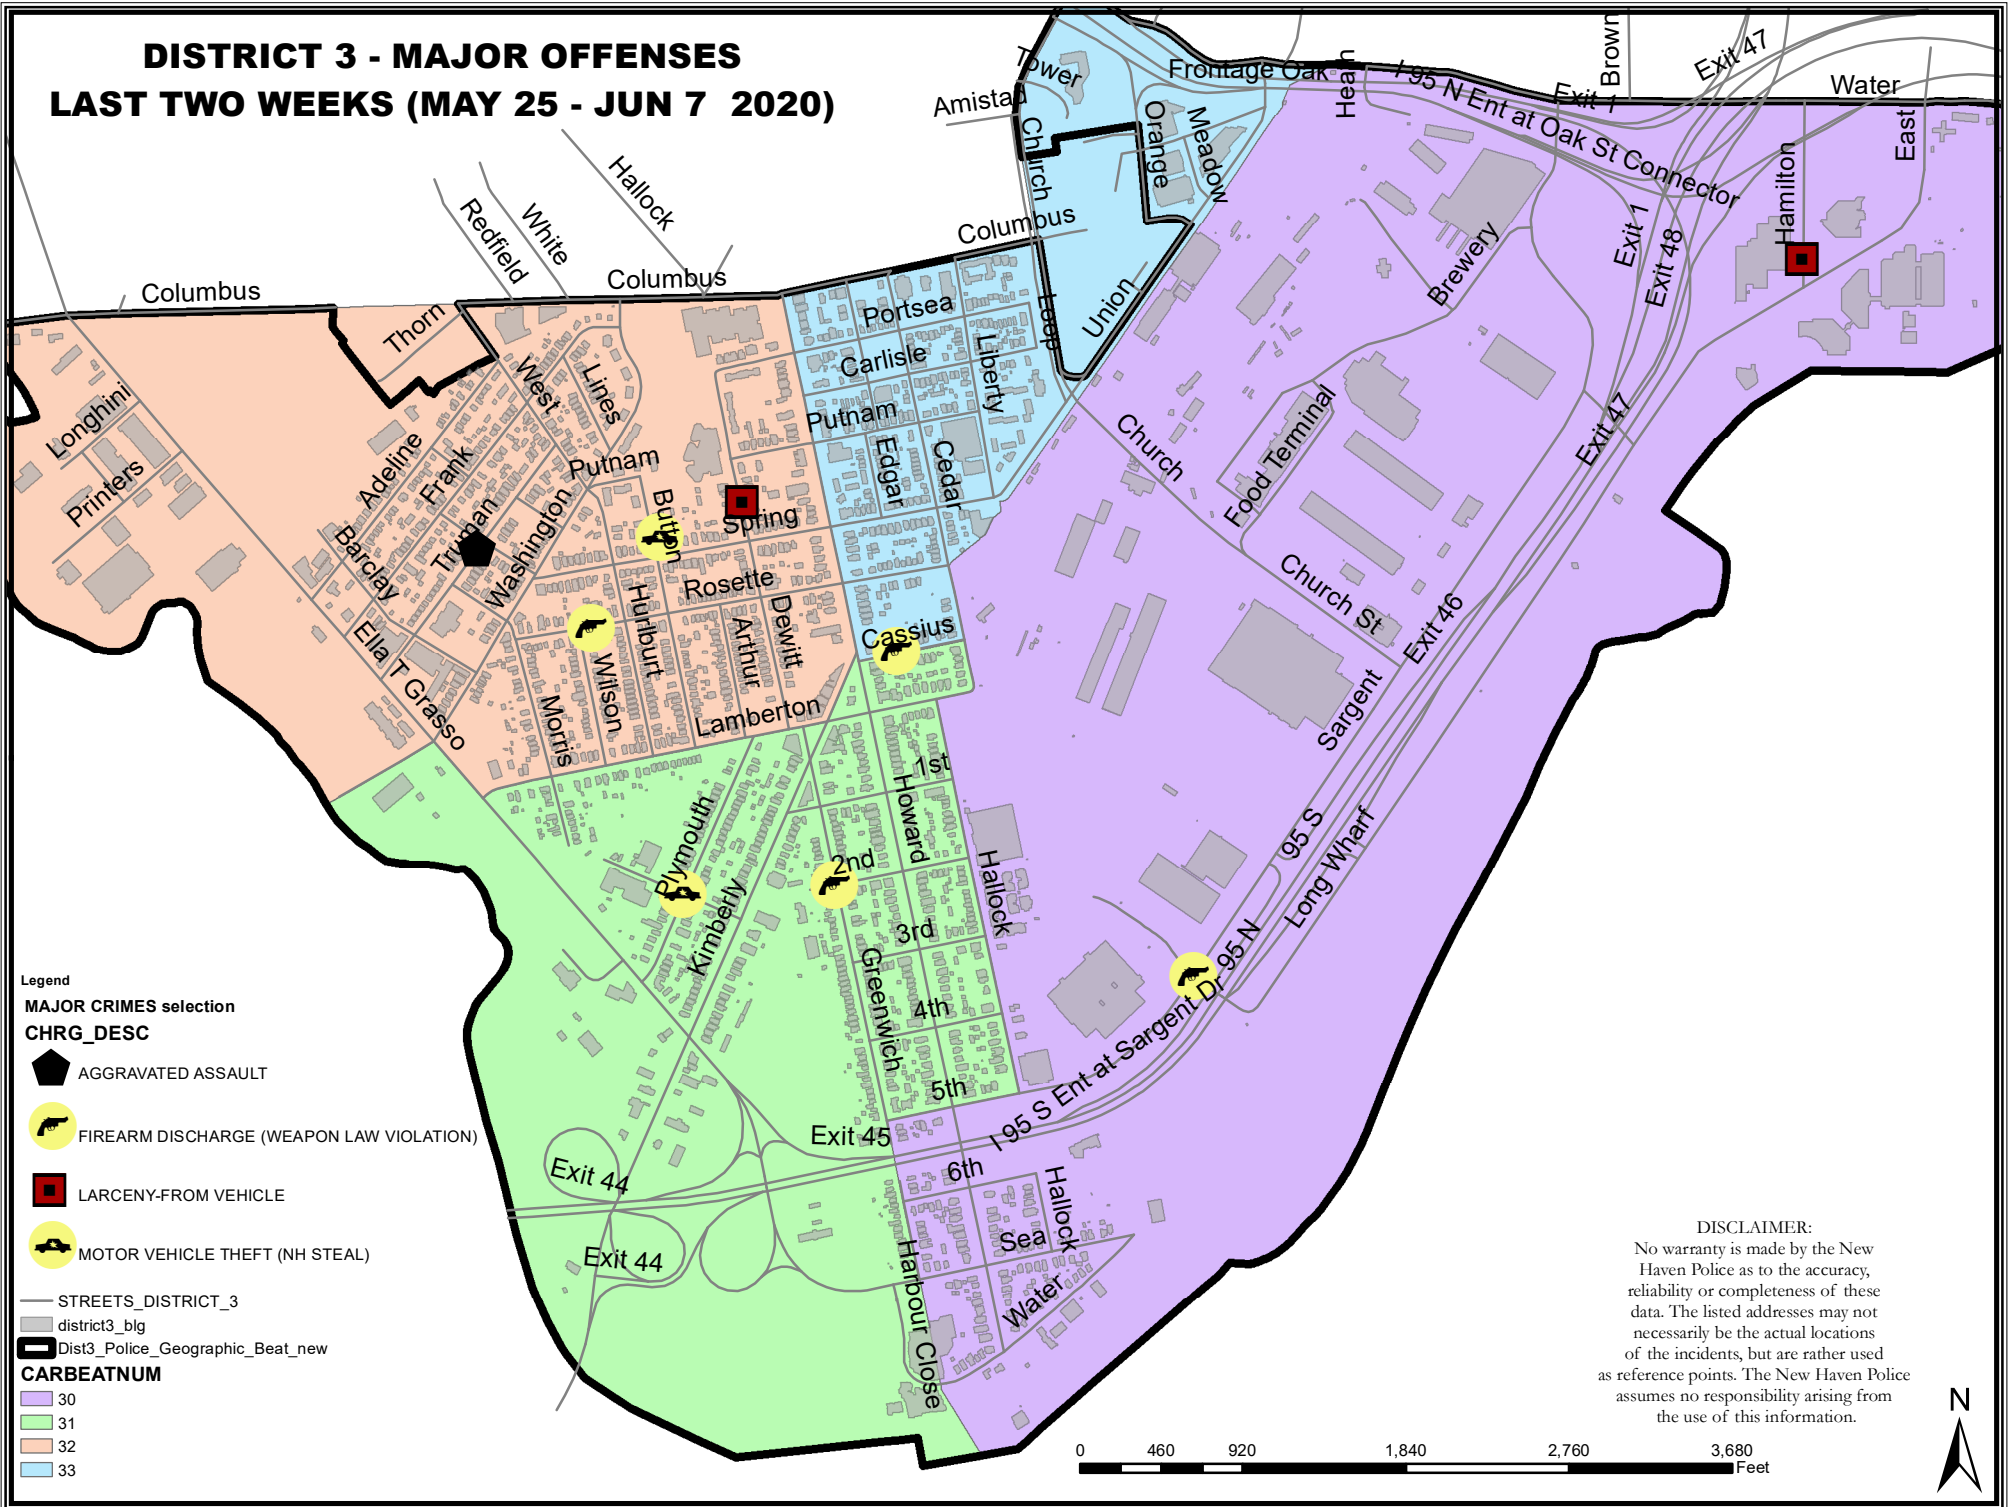 DISTRICT 3 - MAJOR OFFENSES
LAST TWO WEEKS (MAY 25 - JUN 7 2020)
Tower
Amistad
Church
Frontage
Oak
Heath
I 95 N Ent at Oak St Connector
Exit 1
Brown
Exit 47
Water
East
Hamilton
Orange
Meadow
Hallock
White
Redfield
Columbus
Columbus
Columbus
Loop
Union
Brewery
Exit 1
Exit 48
Thorn
Portsea
Carlisle
Liberty
Putnam
Edgar
Cedar
West
Lines
Longhini
Printers
Adeline
Frank
Truman
Washington
Putnam
Button
Spring
Barclay
Rosette
Hurlburt
Arthur
Dewitt
Ella T Grasso
Wilson
Morris
Lamberton
Cassius
Church
Food Terminal
Exit 47
Church St
Exit 46
Sargent
1st
Howard
Plymouth
2nd
Kimberly
Hallock
95 S
Long Wharf
95 N
3rd
Greenwich
4th
5th
I 95 S Ent at Sargent Dr
Exit 45
Exit 44
6th
Hallock
Sea
Exit 44
Harbour Close
Water
Legend
MAJOR CRIMES selection
CHRG_DESC
AGGRAVATED ASSAULT
FIREARM DISCHARGE (WEAPON LAW VIOLATION)
LARCENY-FROM VEHICLE
MOTOR VEHICLE THEFT (NH STEAL)
STREETS_DISTRICT_3
district3_blg
Dist3_Police_Geographic_Beat_new
CARBEATNUM
30
31
32
33
DISCLAIMER:
No warranty is made by the New
Haven Police as to the accuracy,
reliability or completeness of these
data. The listed addresses may not
necessarily be the actual locations
of the incidents, but are rather used
as reference points. The New Haven Police
assumes no responsibility arising from
the use of this information.
N
0 460 920 1,840 2,760 3,680
Feet